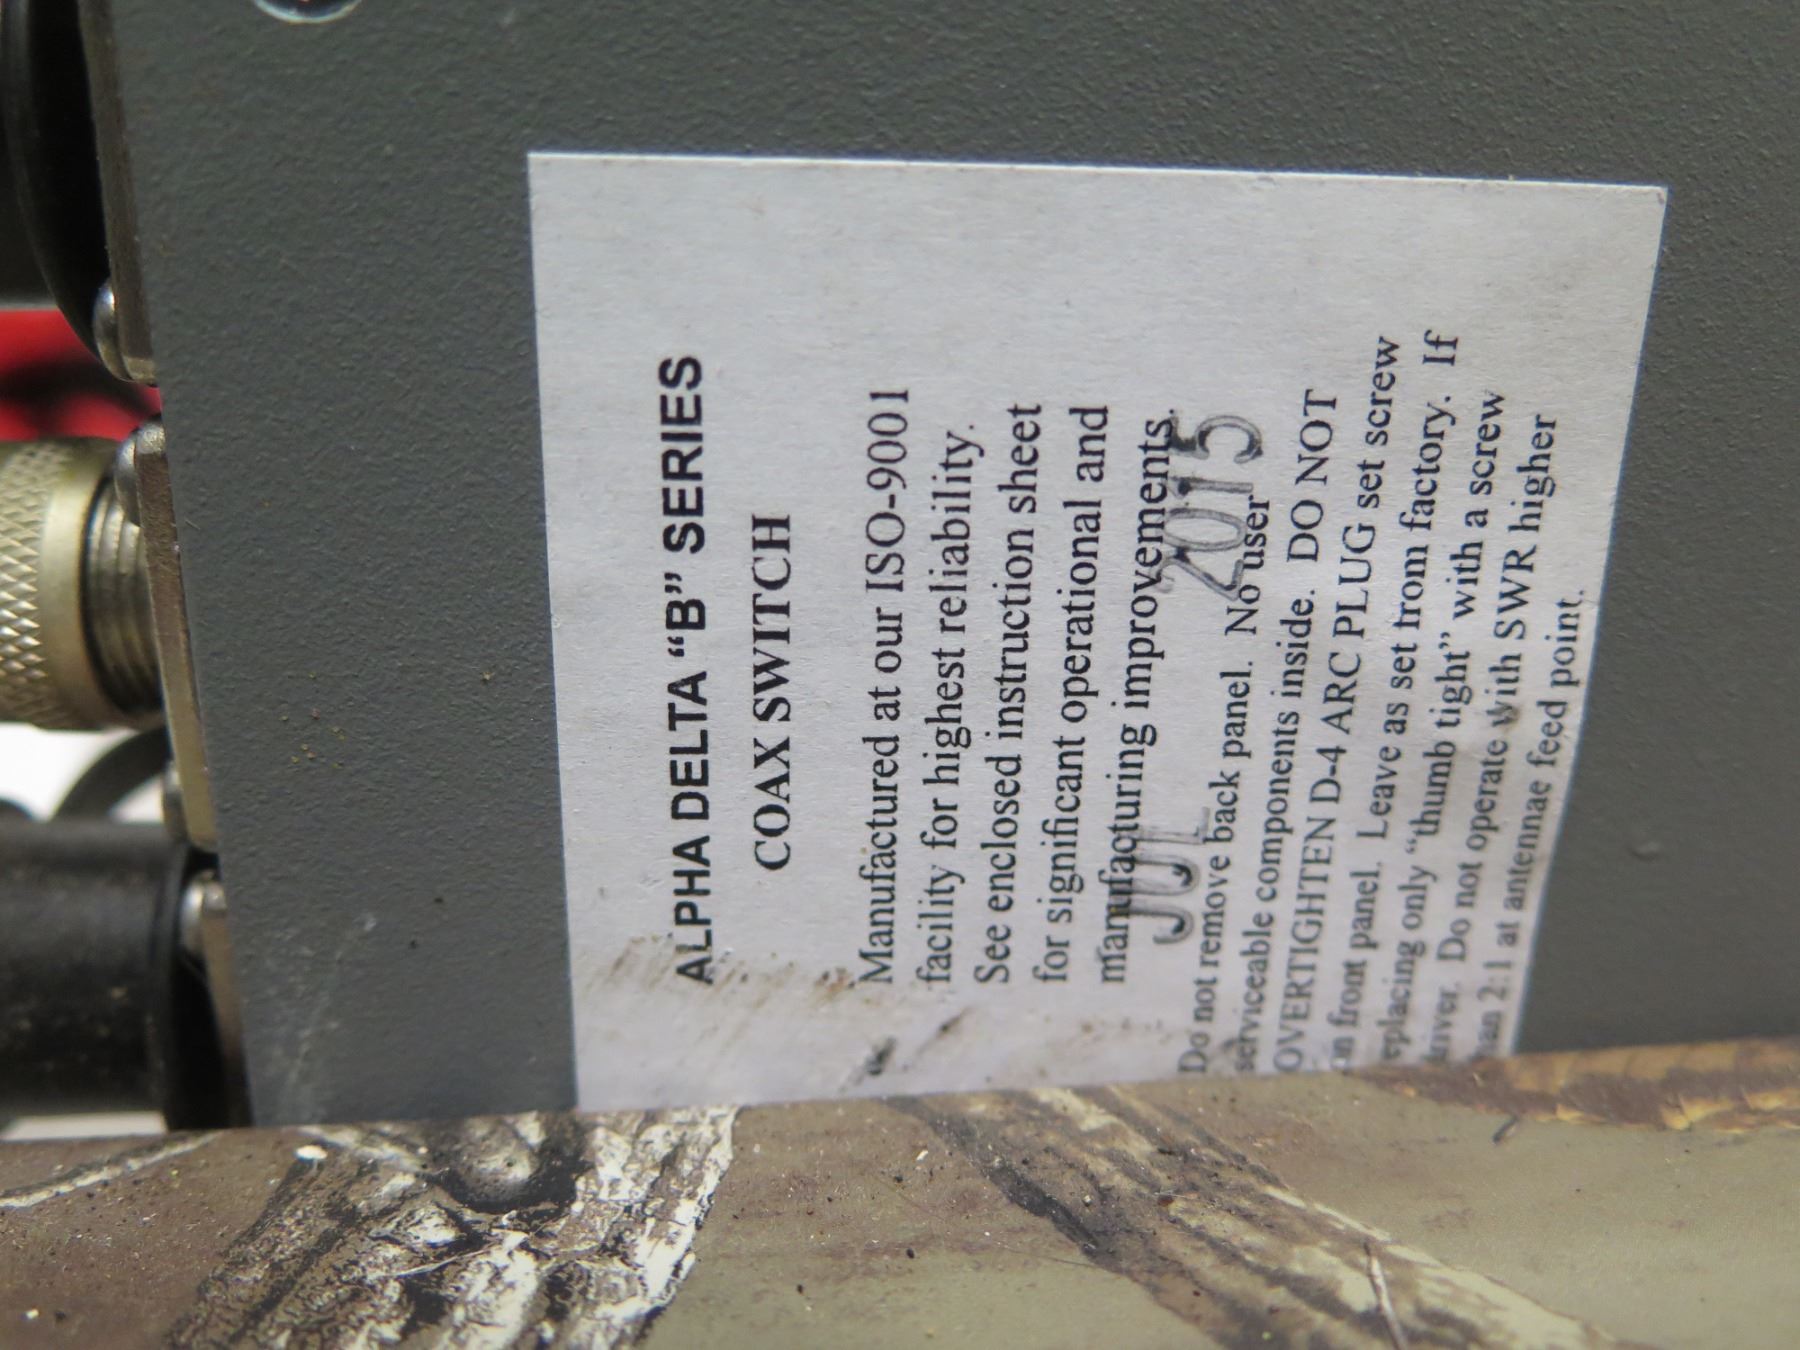 ALPHA DELTA “B” SERIES
COAX SWITCH
Manufactured at our ISO-9001
facility for highest reliability.
See enclosed instruction sheet
for significant operational and
manufacturing improvements.
JUL 2015
Do not remove back panel. No user
serviceable components inside. DO NOT
OVERTIGHTEN D-4 ARC PLUG set screw
on front panel. Leave as set from factory. If
replacing only “thumb tight” with a screw
driver. Do not operate with SWR higher
than 2:1 at antennae feed point.